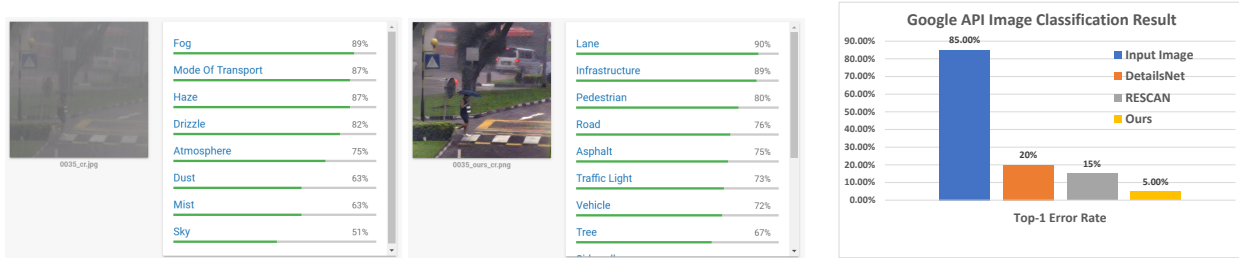 Fog 89%
Mode Of Transport 87%
Haze 87%
Drizzle 82%
Atmosphere 75%
Dust 63%
Mist 63%
Sky 51%
0035_cr.jpg
Lane 90%
Infrastructure 89%
Pedestrian 80%
Road 76%
Asphalt 75%
Traffic Light 73%
Vehicle 72%
Tree 67%
0035_ours_cr.png
Google API Image Classification Result
90.00%
80.00%
70.00%
60.00%
50.00%
40.00%
30.00%
20.00%
10.00%
0.00%
85.00%
20%
15%
5.00%
Input Image
DetailsNet
RESCAN
Ours
Top-1 Error Rate